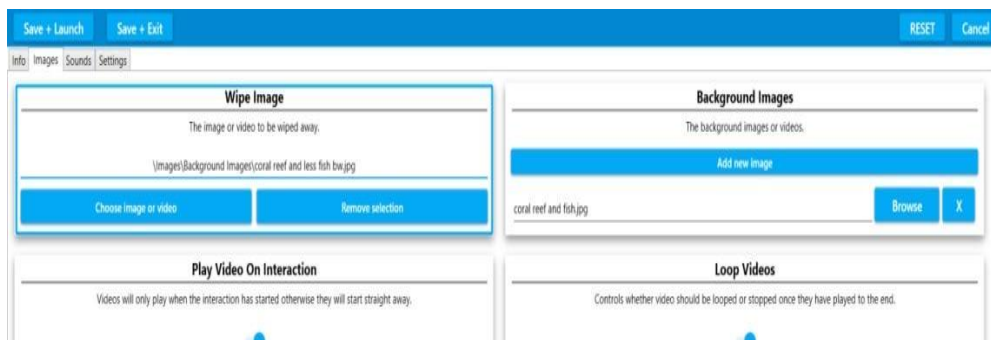 Save + Launch Save + Exit RESET Cancel
Info Images Sounds Settings
Wipe Image
The image or video to be wiped away.
\Images\Background Images\coral reef and less fish bw.jpg
Choose image or video Remove selection
Background Images
The background images or videos.
Add new image
coral reef and fish.jpg Browse X
Play Video On Interaction
Videos will only play when the interaction has started otherwise they will start straight away.
Loop Videos
Controls whether video should be looped or stopped once they have played to the end.